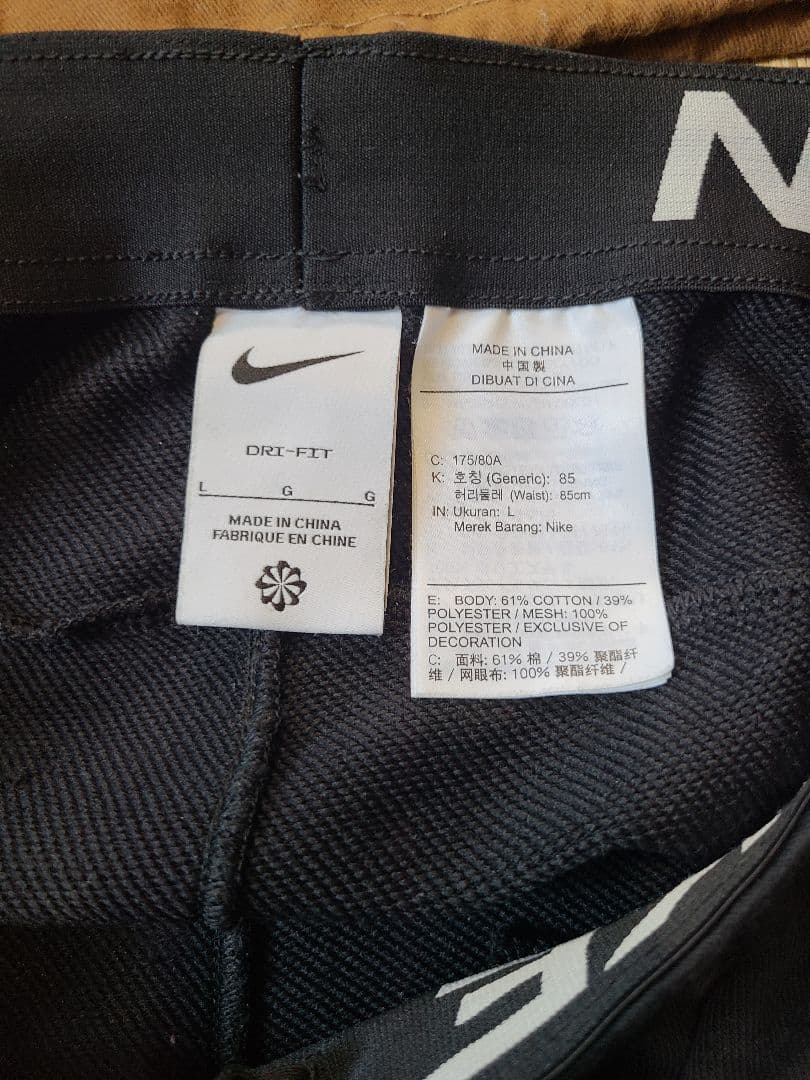 N
DRI-FIT
L G G
MADE IN CHINA
FABRIQUE EN CHINE
MADE IN CHINA
中国製
DIBUAT DI CINA
C: 175/80A
K: 호칭 (Generic): 85
허리둘레 (Waist): 85cm
IN: Ukuran: L
Merek Barang: Nike
E: BODY: 61% COTTON / 39%
POLYESTER / MESH: 100%
POLYESTER / EXCLUSIVE OF
DECORATION
C: 面料: 61% 棉 / 39% 聚酯纤
维 / 网眼布: 100% 聚酯纤维 /